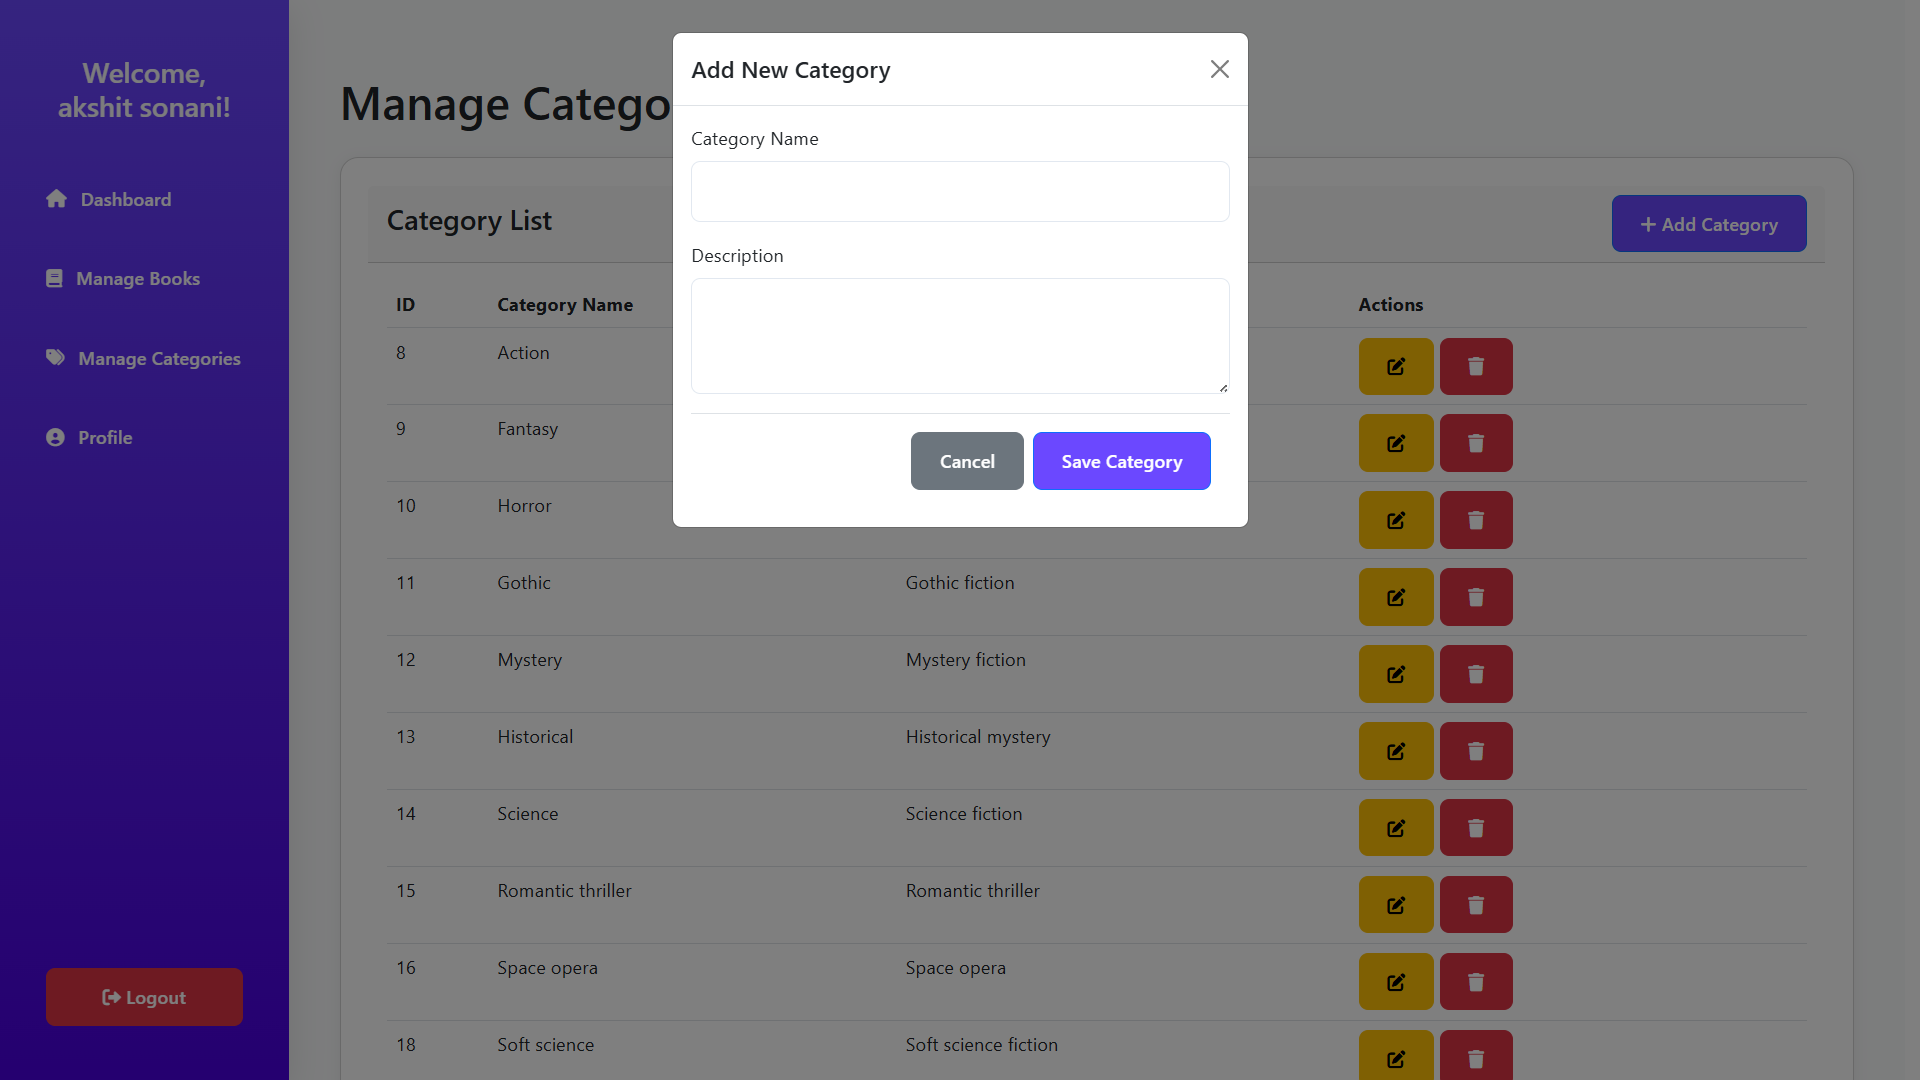 Welcome,
akshit sonani!
Dashboard
Manage Books
Manage Categories
Profile
Logout
Manage Catego
Category List
Add Category
ID Category Name Actions
8 Action
9 Fantasy
10 Horror
11 Gothic Gothic fiction
12 Mystery Mystery fiction
13 Historical Historical mystery
14 Science Science fiction
15 Romantic thriller Romantic thriller
16 Space opera Space opera
18 Soft science Soft science fiction
Add New Category
Category Name
Description
Cancel Save Category